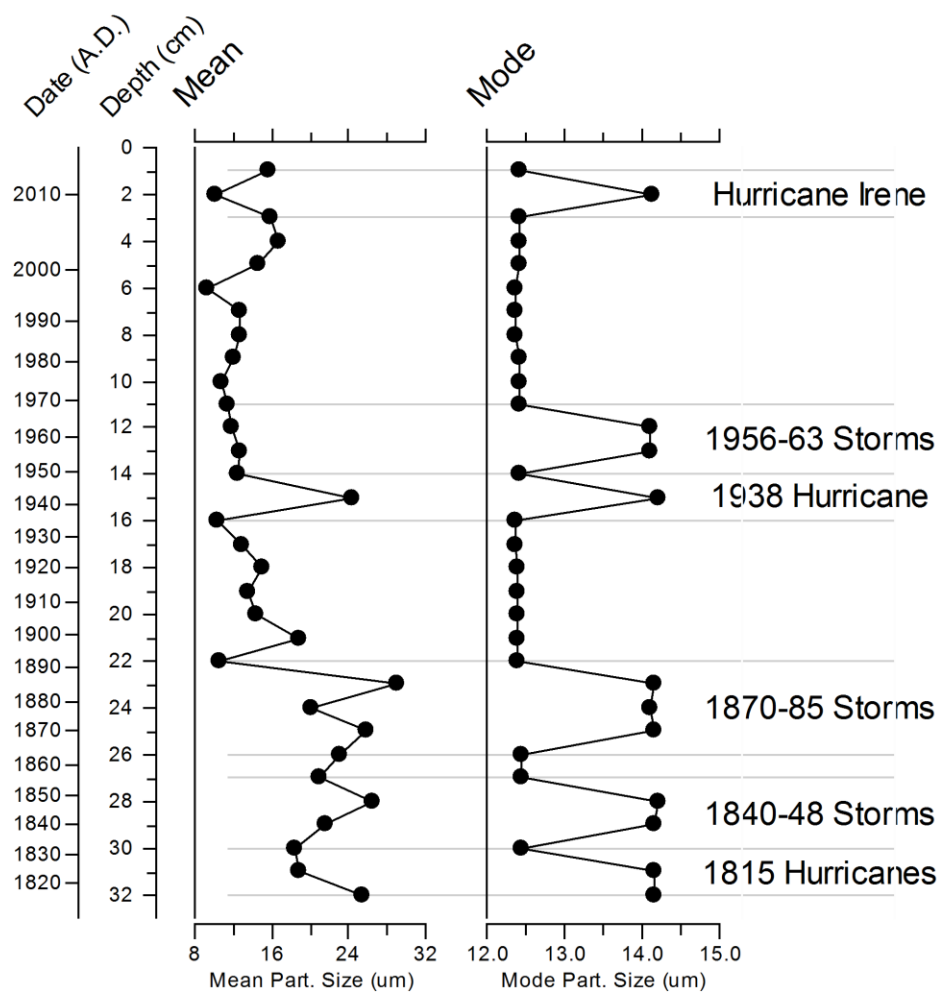 Date (A.D.)
Depth (cm)
Mean
Mode
0
2
4
6
8
10
12
14
16
18
20
22
24
26
28
30
32
2010
2000
1990
1980
1970
1960
1950
1940
1930
1920
1910
1900
1890
1880
1870
1860
1850
1840
1830
1820
Hurricane Irene
1956-63 Storms
1938 Hurricane
1870-85 Storms
1840-48 Storms
1815 Hurricanes
8 16 24 32
Mean Part. Size (um)
12.0 13.0 14.0 15.0
Mode Part. Size (um)